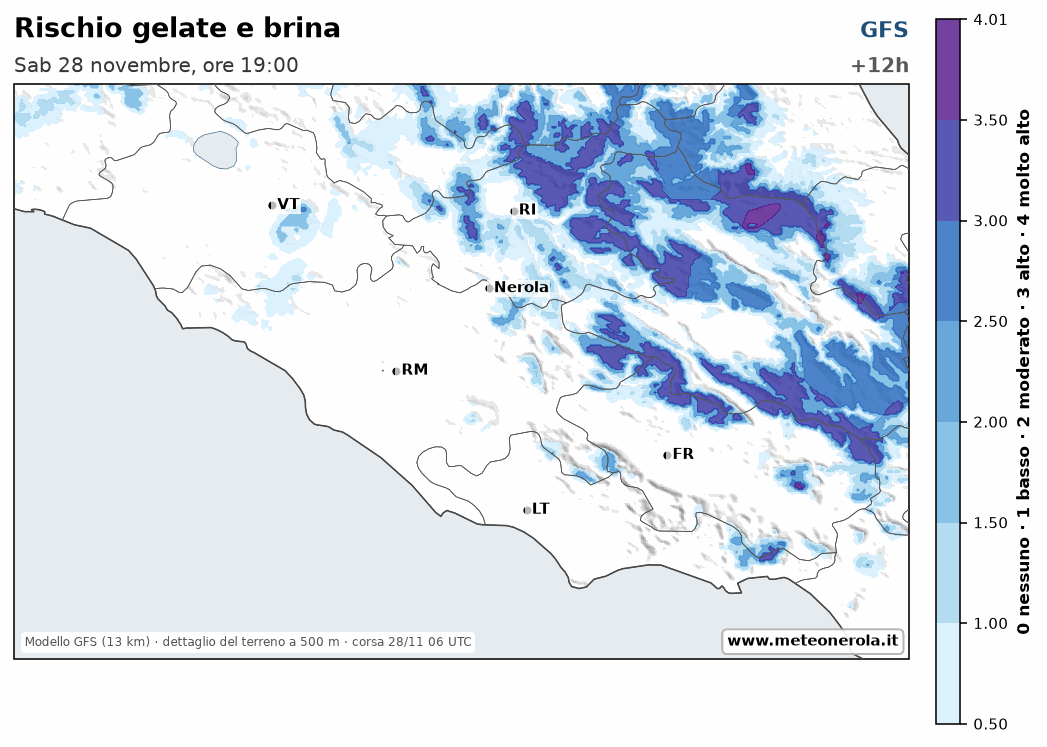 Rischio gelate e brina
GFS
Sab 28 novembre, ore 19:00
+12h
VT
RI
Nerola
RM
FR
LT
Modello GFS (13 km) · dettaglio del terreno a 500 m · corsa 28/11 06 UTC
www.meteonerola.it
4.01
3.50
3.00
2.50
2.00
1.50
1.00
0.50
0 nessuno · 1 basso · 2 moderato · 3 alto · 4 molto alto